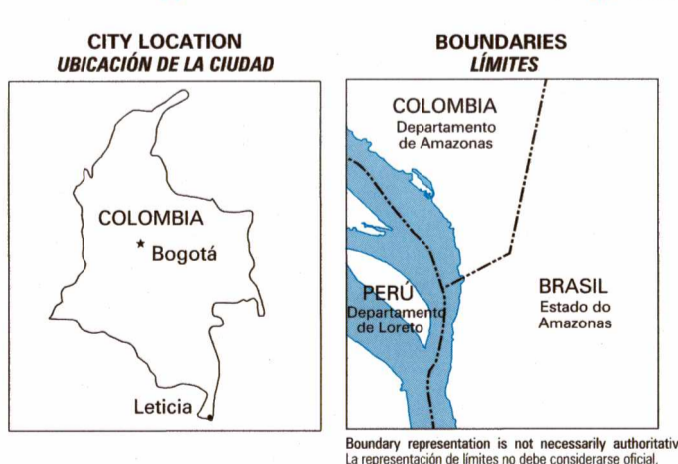 CITY LOCATION
UBICACIÓN DE LA CIUDAD
COLOMBIA
Bogotá
Leticia
BOUNDARIES
LÍMITES
COLOMBIA
Departamento
de Amazonas
PERÚ
Departamento
de Loreto
BRASIL
Estado do
Amazonas
Boundary representation is not necessarily
La representación de límites no debe considerarse oficial.